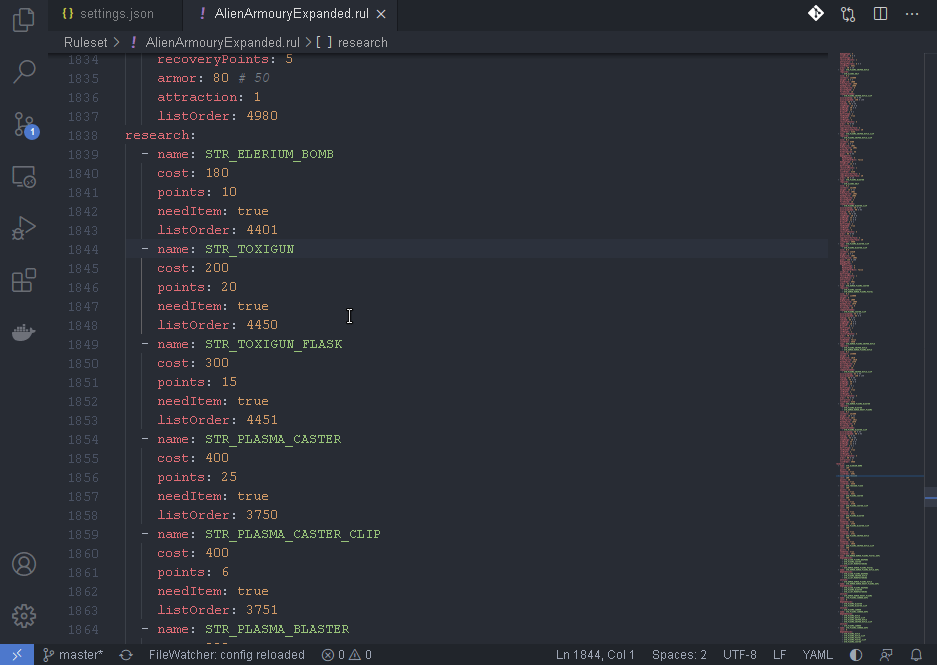 {} settings.json
! AlienArmouryExpanded.rul ×
Ruleset > ! AlienArmouryExpanded.rul > [ ] research
1834 recoveryPoints: 5
1835 armor: 80 # 50
1836 attraction: 1
1837 listOrder: 4980
1838 research:
1839 - name: STR_ELERIUM_BOMB
1840 cost: 180
1841 points: 10
1842 needItem: true
1843 listOrder: 4401
1844 - name: STR_TOXIGUN
1845 cost: 200
1846 points: 20
1847 needItem: true
1848 listOrder: 4450
1849 - name: STR_TOXIGUN_FLASK
1850 cost: 300
1851 points: 15
1852 needItem: true
1853 listOrder: 4451
1854 - name: STR_PLASMA_CASTER
1855 cost: 400
1856 points: 25
1857 needItem: true
1858 listOrder: 3750
1859 - name: STR_PLASMA_CASTER_CLIP
1860 cost: 400
1861 points: 6
1862 needItem: true
1863 listOrder: 3751
1864 - name: STR_PLASMA_BLASTER
1
master* FileWatcher: config reloaded 0 0 Ln 1844, Col 1 Spaces: 2 UTF-8 LF YAML